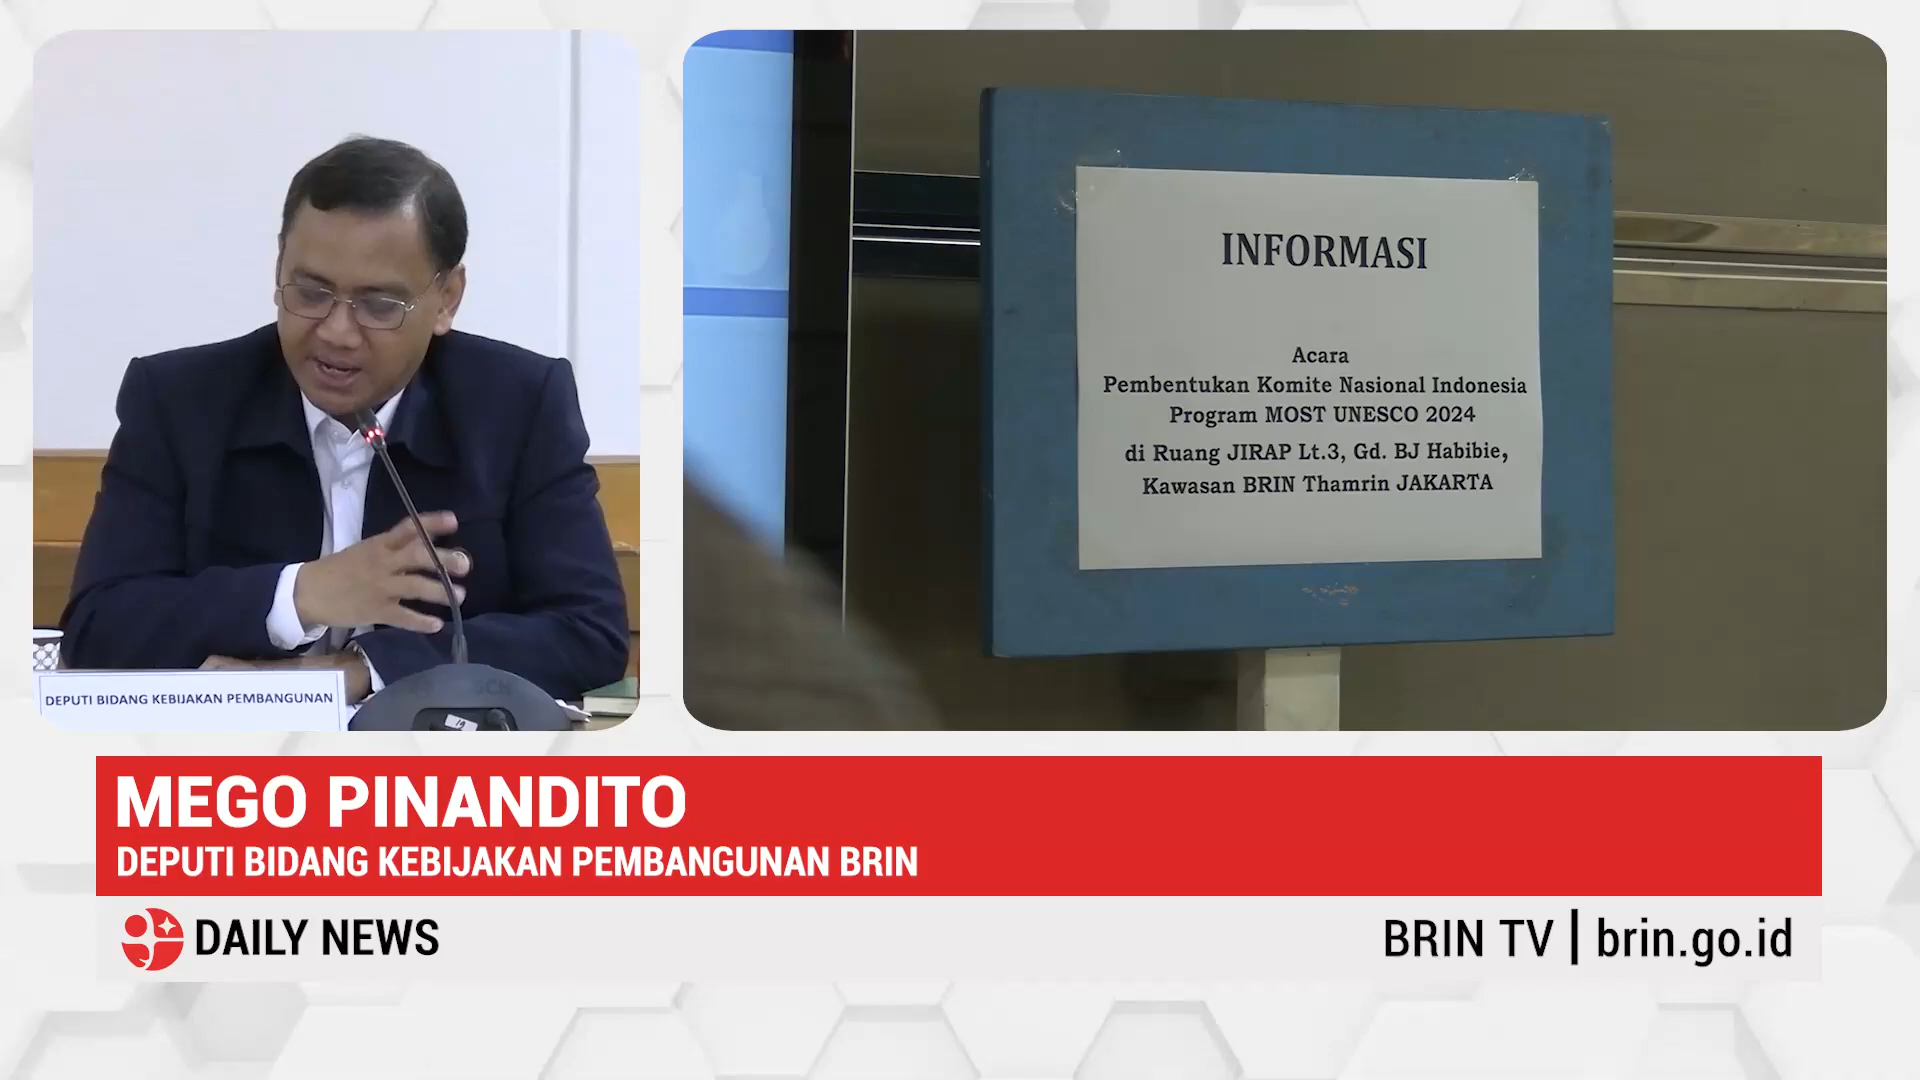 DEPUTI BIDANG KEBIJAKAN PEMBANGUNAN
19
INFORMASI
Acara
Pembentukan Komite Nasional Indonesia
Program MOST UNESCO 2024
di Ruang JIRAP Lt.3, Gd. BJ Habibie,
Kawasan BRIN Thamrin JAKARTA
MEGO PINANDITO
DEPUTI BIDANG KEBIJAKAN PEMBANGUNAN BRIN
DAILY NEWS
BRIN TV | brin.go.id